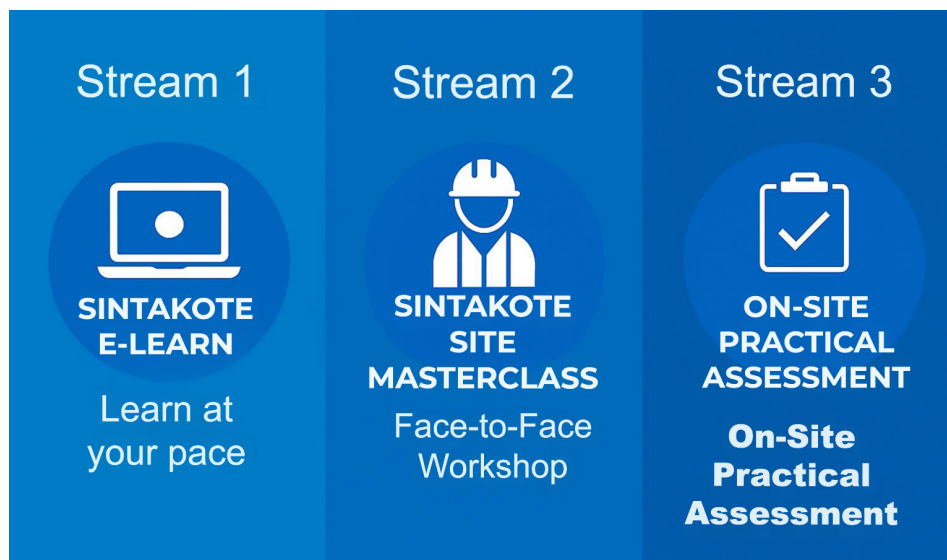 Stream 1
SINTAKOTE
E-LEARN
Learn at
your pace
Stream 2
SINTAKOTE
SITE
MASTERCLASS
Face-to-Face
Workshop
Stream 3
ON-SITE
PRACTICAL
ASSESSMENT
On-Site
Practical
Assessment